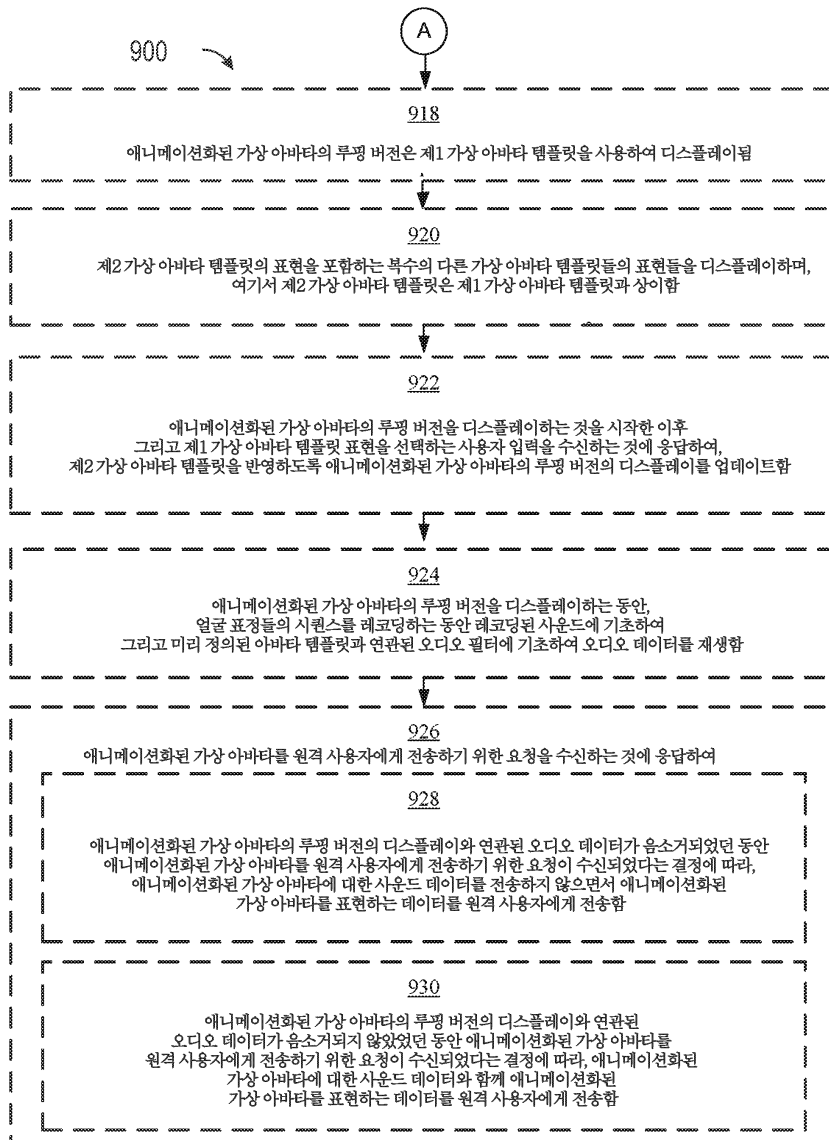 A
900
918
애니메이션화된 가상 아바타의 루핑 버전은 제1 가상 아바타 템플릿을 사용하여 디스플레이됨
920
제2 가상 아바타 템플릿의 표현을 포함하는 복수의 다른 가상 아바타 템플릿들의 표현들을 디스플레이하며,
여기서 제2 가상 아바타 템플릿은 제1 가상 아바타 템플릿과 상이함
922
애니메이션화된 가상 아바타의 루핑 버전을 디스플레이하는 것을 시작한 이후
그리고 제1 가상 아바타 템플릿 표현을 선택하는 사용자 입력을 수신하는 것에 응답하여,
제2 가상 아바타 템플릿을 반영하도록 애니메이션화된 가상 아바타의 루핑 버전의 디스플레이를 업데이트함
924
애니메이션화된 가상 아바타의 루핑 버전을 디스플레이하는 동안,
얼굴 표정들의 시퀀스를 레코딩하는 동안 레코딩된 사운드에 기초하여
그리고 미리 정의된 아바타 템플릿과 연관된 오디오 필터에 기초하여 오디오 데이터를 재생함
926
애니메이션화된 가상 아바타를 원격 사용자에게 전송하기 위한 요청을 수신하는 것에 응답하여
928
애니메이션화된 가상 아바타의 루핑 버전의 디스플레이와 연관된 오디오 데이터가 음소거되었던 동안
애니메이션화된 가상 아바타를 원격 사용자에게 전송하기 위한 요청이 수신되었다는 결정에 따라,
애니메이션화된 가상 아바타에 대한 사운드 데이터를 전송하지 않으면서 애니메이션화된
가상 아바타를 표현하는 데이터를 원격 사용자에게 전송함
930
애니메이션화된 가상 아바타의 루핑 버전의 디스플레이와 연관된
오디오 데이터가 음소거되지 않았었던 동안 애니메이션화된 가상 아바타를
원격 사용자에게 전송하기 위한 요청이 수신되었다는 결정에 따라, 애니메이션화된
가상 아바타에 대한 사운드 데이터와 함께 애니메이션화된
가상 아바타를 표현하는 데이터를 원격 사용자에게 전송함